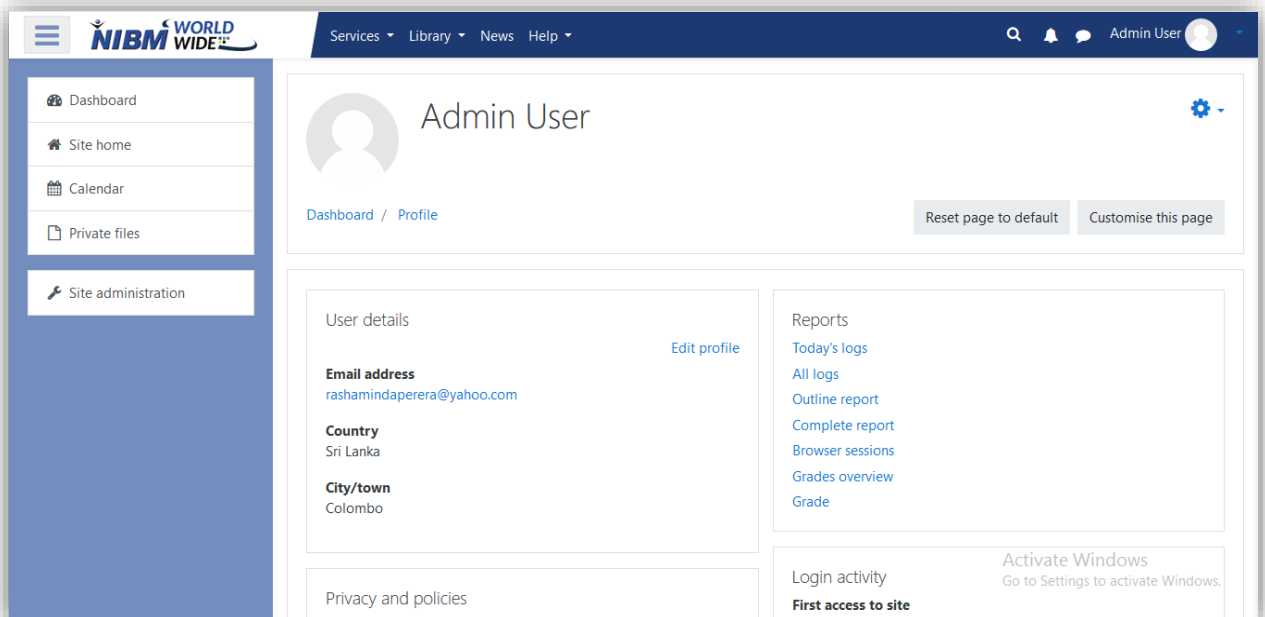 NIBM WORLD WIDE
Services Library News Help
Admin User
Dashboard
Site home
Calendar
Private files
Site administration
Admin User
Dashboard / Profile
Reset page to default
Customise this page
User details
Edit profile
Email address
rashamindaperera@yahoo.com
Country
Sri Lanka
City/town
Colombo
Privacy and policies
Reports
Today's logs
All logs
Outline report
Complete report
Browser sessions
Grades overview
Grade
Login activity
First access to site
Activate Windows
Go to Settings to activate Windows.